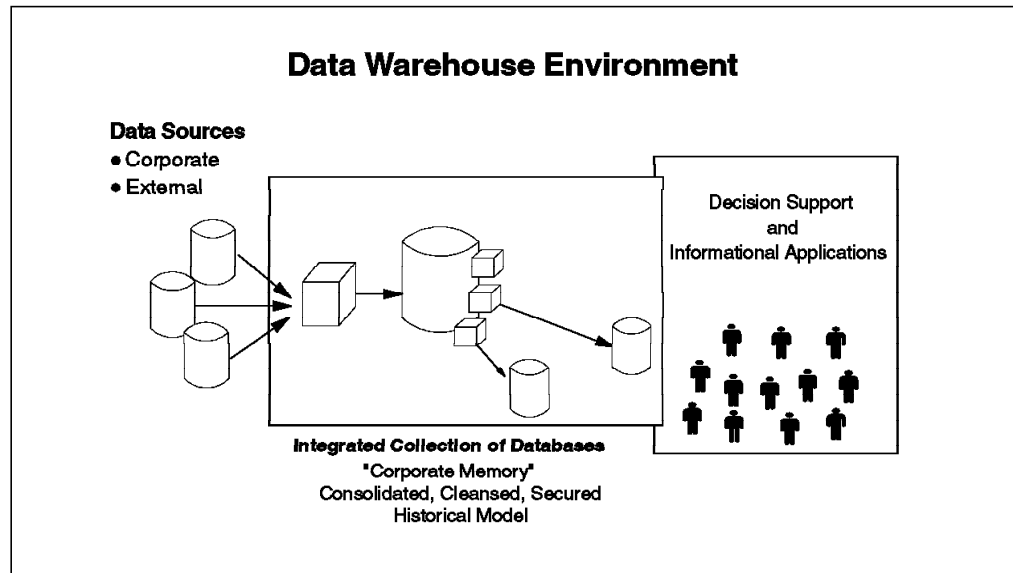 Data Warehouse Environment
Data Sources
● Corporate
● External
Decision Support
and
Informational Applications
Integrated Collection of Databases
"Corporate Memory"
Consolidated, Cleansed, Secured
Historical Model